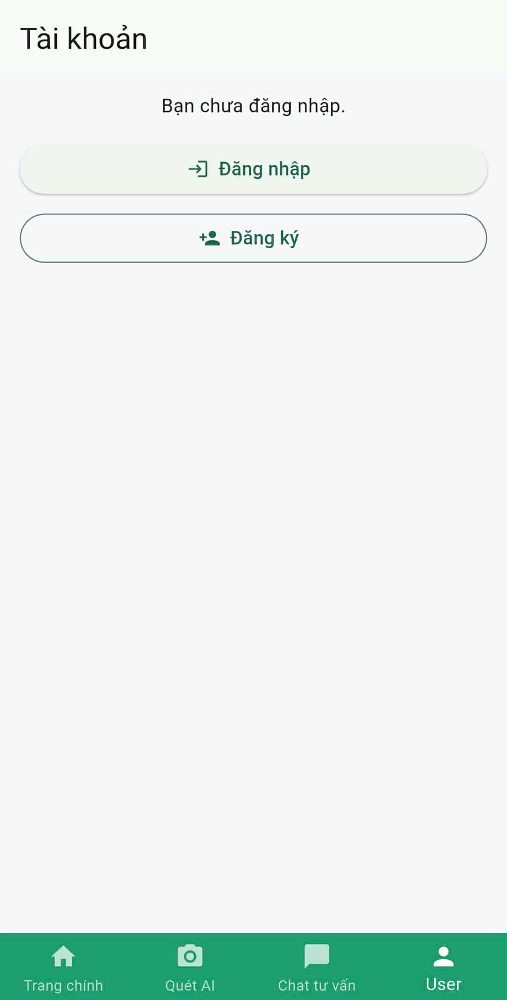 Tài khoản
Bạn chưa đăng nhập.
Đăng nhập
Đăng ký
Trang chính
Quét AI
Chat tư vấn
User